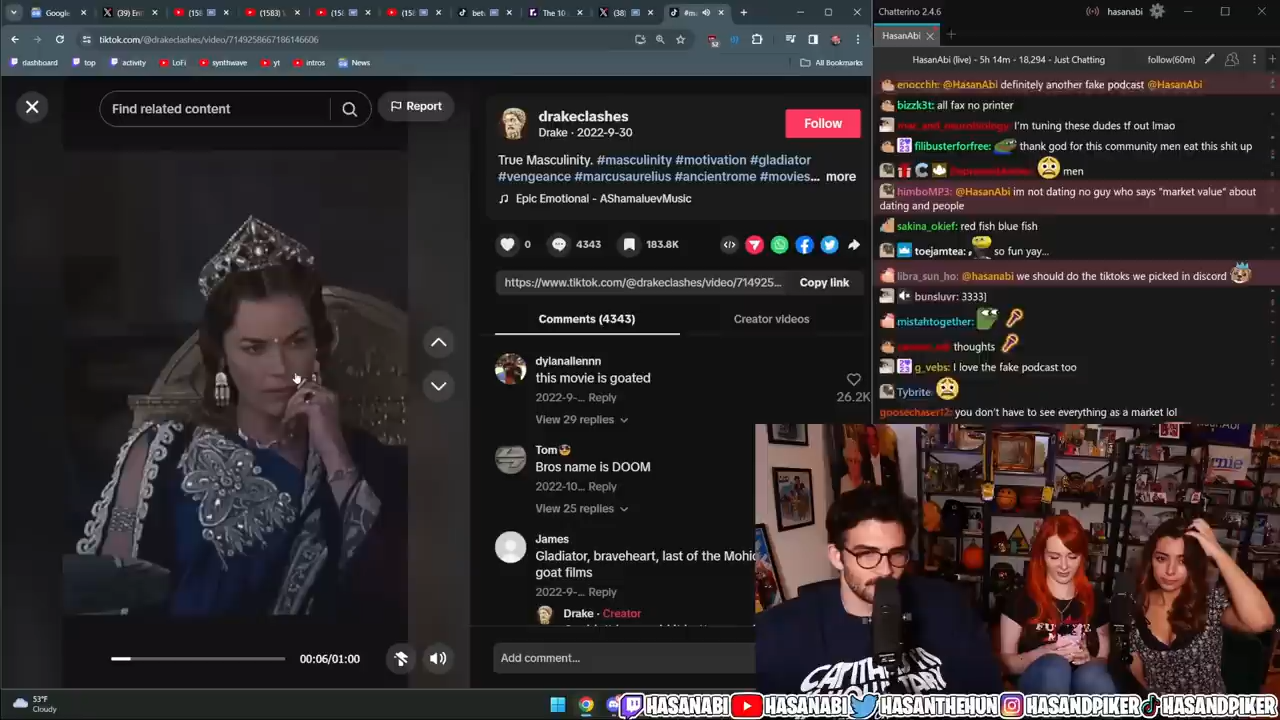 Google
(39) En
(15
(1583)
(15
(15
bet
The 10
(38)
#m
tiktok.com/@drakeclashes/video/7149258667186146606
dashboard
top
activity
LoFi
synthwave
yt
intros
News
All Bookmarks
Find related content
Report
drakeclashes
Drake · 2022-9-30
Follow
True Masculinity. #masculinity #motivation #gladiator
#vengeance #marcusaurelius #ancientrome #movies... more
Epic Emotional - AShamaluevMusic
0
4343
183.8K
https://www.tiktok.com/@drakeclashes/video/714925...
Copy link
Comments (4343)
Creator videos
dylanallennn
this movie is goated
2022-9-... Reply
26.2K
View 29 replies
Tom
Bros name is DOOM
2022-10... Reply
View 25 replies
James
Gladiator, braveheart, last of the Mohic
goat films
2022-9-... Reply
Drake · Creator
Add comment...
00:06/01:00
53°F
Cloudy
Chatterino 2.4.6
hasanabi
HasanAbi
HasanAbi (live) - 5h 14m - 18,294 - Just Chatting
follow(60m)
enocchh: @HasanAbi definitely another fake podcast @HasanAbi
bizzk3t: all fax no printer
I'm tuning these dudes tf out lmao
filibusterforfree: thank god for this community men eat this shit up
men
himboMP3: @HasanAbi im not dating no guy who says "market value" about
dating and people
sakina_okief: red fish blue fish
toejamtea: so fun yay...
libra_sun_ho: @hasanabi we should do the tiktoks we picked in discord
bunsluvr: 3333]
mistahtogether:
thoughts
g_vebs: I love the fake podcast too
Tybrite:
goosechaser12: you don't have to see everything as a market lol
HASANABI
HASANABI
HASANTHEHUN
HASANDPIKER
HASANDPIKER